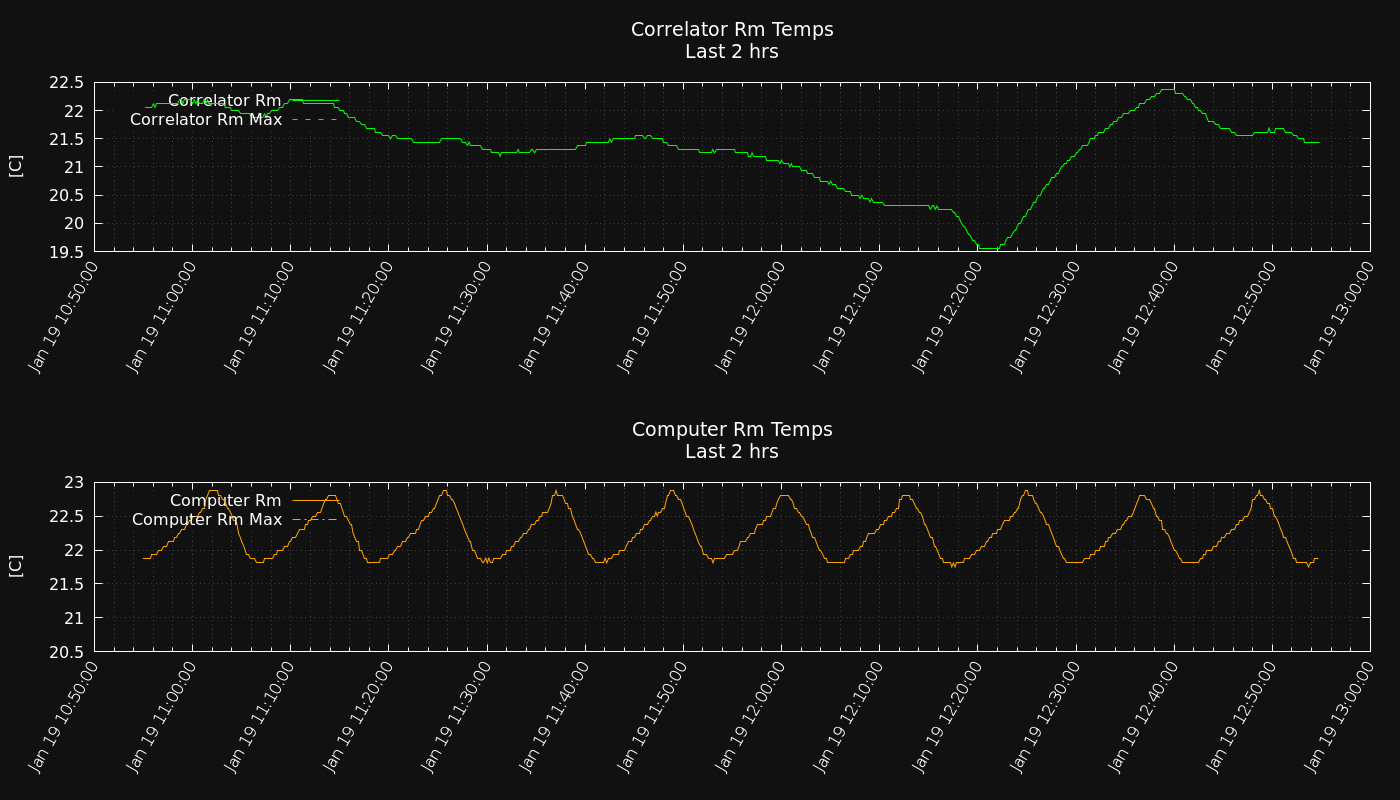 Correlator Rm Temps
Last 2 hrs
22.5
22
21.5
21
20.5
20
19.5
[C]
Correlator Rm
Correlator Rm Max
Jan 19 10:50:00
Jan 19 11:00:00
Jan 19 11:10:00
Jan 19 11:20:00
Jan 19 11:30:00
Jan 19 11:40:00
Jan 19 11:50:00
Jan 19 12:00:00
Jan 19 12:10:00
Jan 19 12:20:00
Jan 19 12:30:00
Jan 19 12:40:00
Jan 19 12:50:00
Jan 19 13:00:00
Computer Rm Temps
Last 2 hrs
23
22.5
22
21.5
21
20.5
[C]
Computer Rm
Computer Rm Max
Jan 19 10:50:00
Jan 19 11:00:00
Jan 19 11:10:00
Jan 19 11:20:00
Jan 19 11:30:00
Jan 19 11:40:00
Jan 19 11:50:00
Jan 19 12:00:00
Jan 19 12:10:00
Jan 19 12:20:00
Jan 19 12:30:00
Jan 19 12:40:00
Jan 19 12:50:00
Jan 19 13:00:00